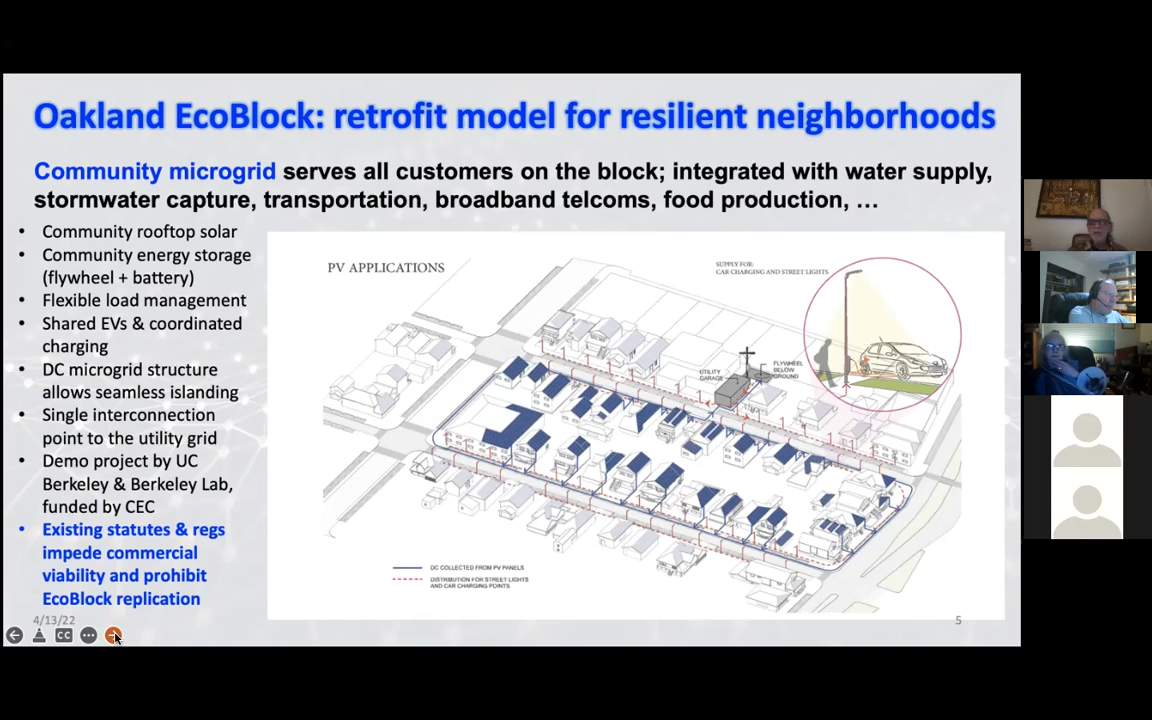 Oakland EcoBlock: retrofit model for resilient neighborhoods
Community microgrid serves all customers on the block; integrated with water supply,
stormwater capture, transportation, broadband telcoms, food production, …
• Community rooftop solar
• Community energy storage
(flywheel + battery)
• Flexible load management
• Shared EVs & coordinated
charging
• DC microgrid structure
allows seamless islanding
• Single interconnection
point to the utility grid
• Demo project by UC
Berkeley & Berkeley Lab,
funded by CEC
• Existing statutes & regs
impede commercial
viability and prohibit
EcoBlock replication
PV APPLICATIONS
SUPPLY FOR:
CAR CHARGING AND STREET LIGHTS
UTILITY
GARAGE
FLYWHEEL
BELOW
GROUND
DC COLLECTED FROM PV PANELS
DISTRIBUTION FOR STREET LIGHTS
AND CAR CHARGING POINTS
4/13/22
5
CC